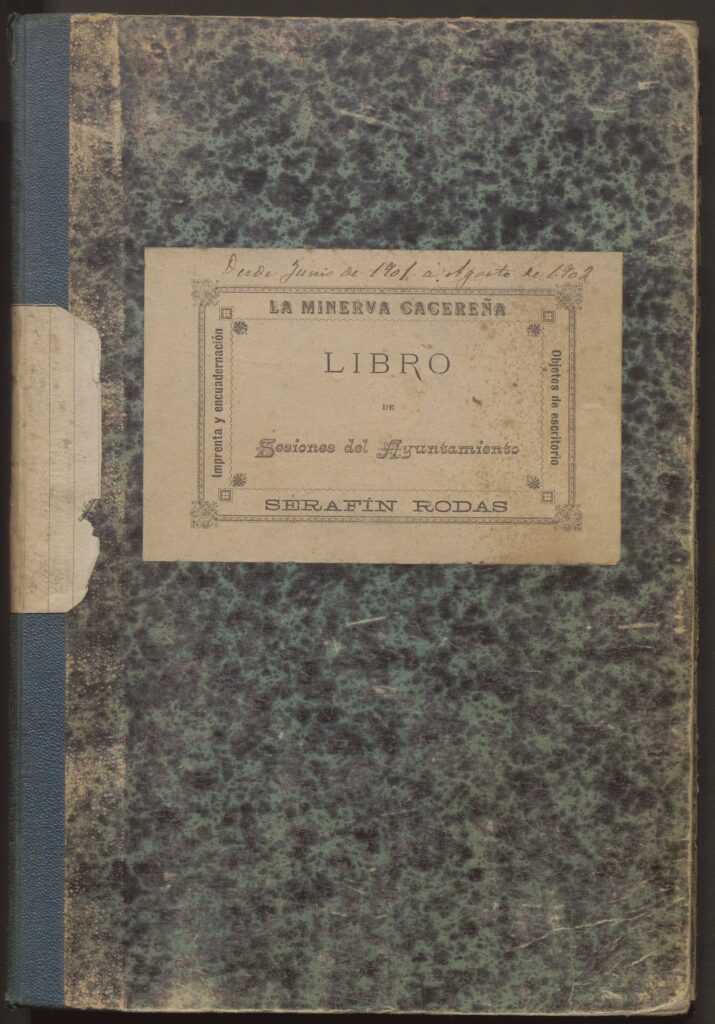 Desde Junio de 1901 a Agosto de 1902
LA MINERVA CACEREÑA
Imprenta y encuadernación
LIBRO
DE
Sesiones del Ayuntamiento
Objetos de escritorio
SERAFÍN RODAS